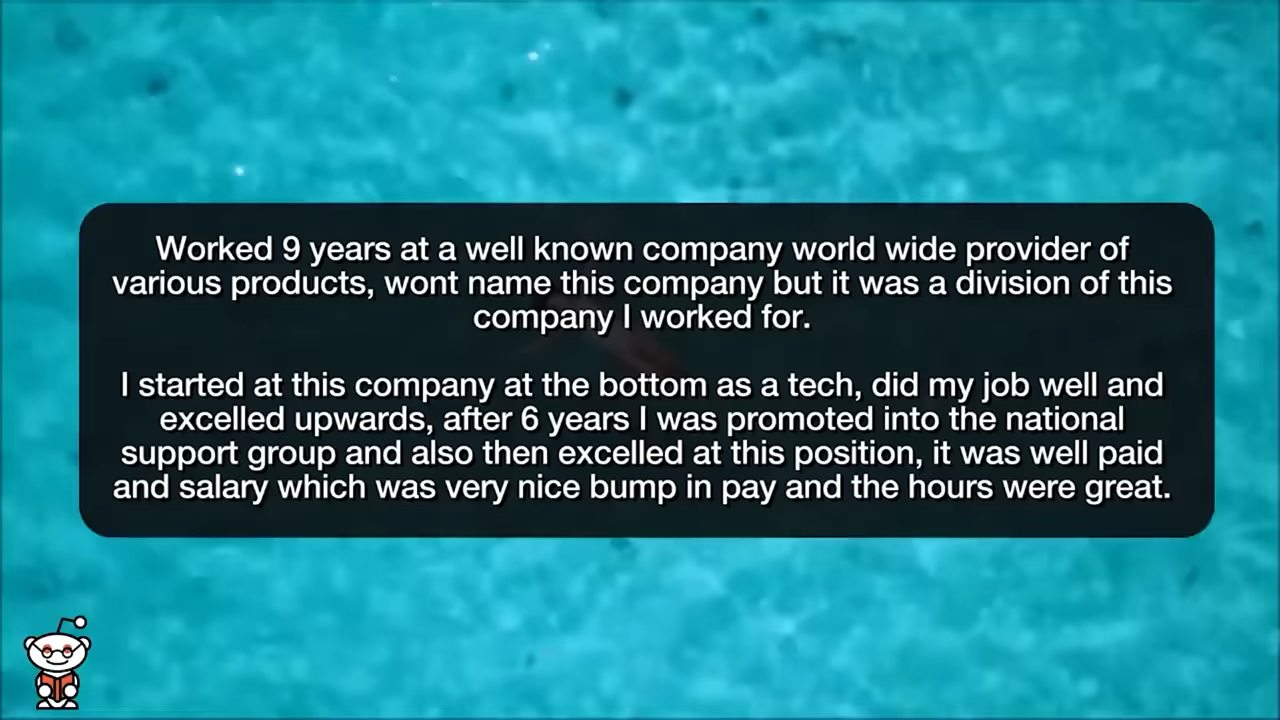 Worked 9 years at a well known company world wide provider of
various products, wont name this company but it was a division of this
company I worked for.
I started at this company at the bottom as a tech, did my job well and
excelled upwards, after 6 years I was promoted into the national
support group and also then excelled at this position, it was well paid
and salary which was very nice bump in pay and the hours were great.